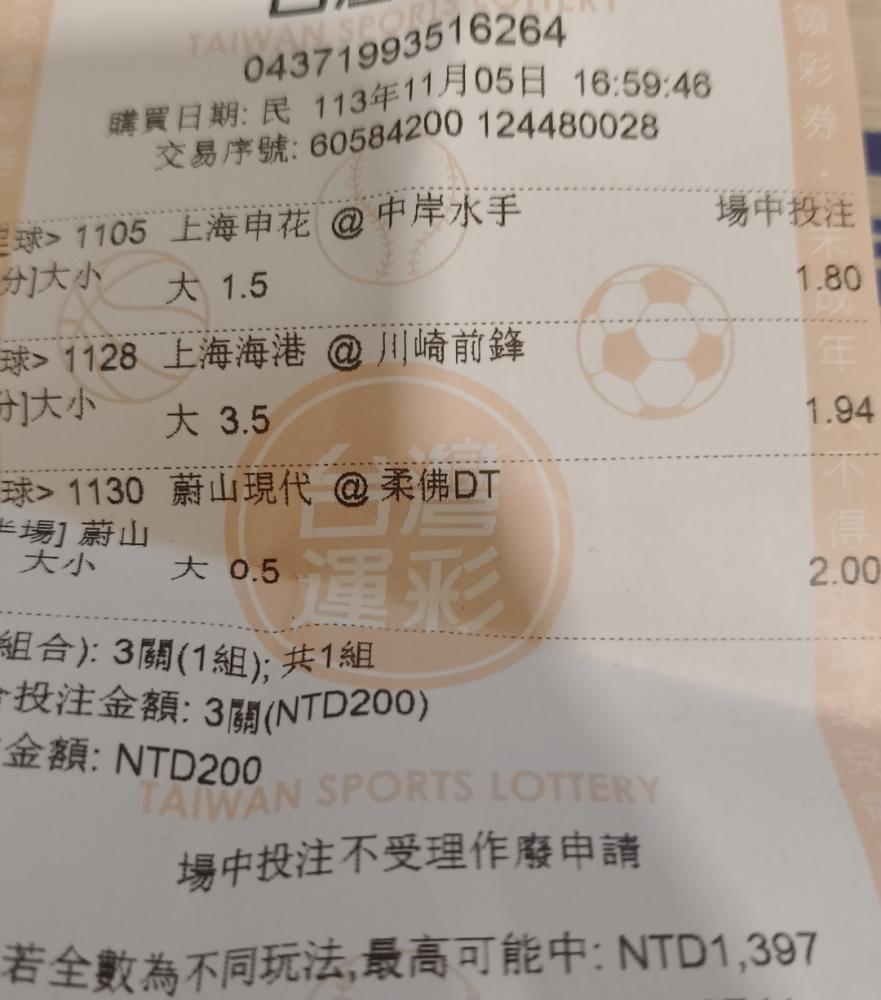 TAIWAN SPORTS LOTTERY
04371993516264
購買日期: 民 113年11月05日 16:59:46
交易序號: 60584200 124480028
球> 1105 上海申花 @ 中岸水手 場中投注
分]大小 大 1.5 1.80
球> 1128 上海海港 @ 川崎前鋒
分]大小 大 3.5 1.94
球> 1130 蔚山現代 @ 柔佛DT
半場] 蔚山
大小 大 0.5 2.00
台灣
運彩
組合): 3關(1組); 共1組
投注金額: 3關(NTD200)
金額: NTD200
TAIWAN SPORTS LOTTERY
場中投注不受理作廢申請
若全數為不同玩法,最高可能中: NTD1,397